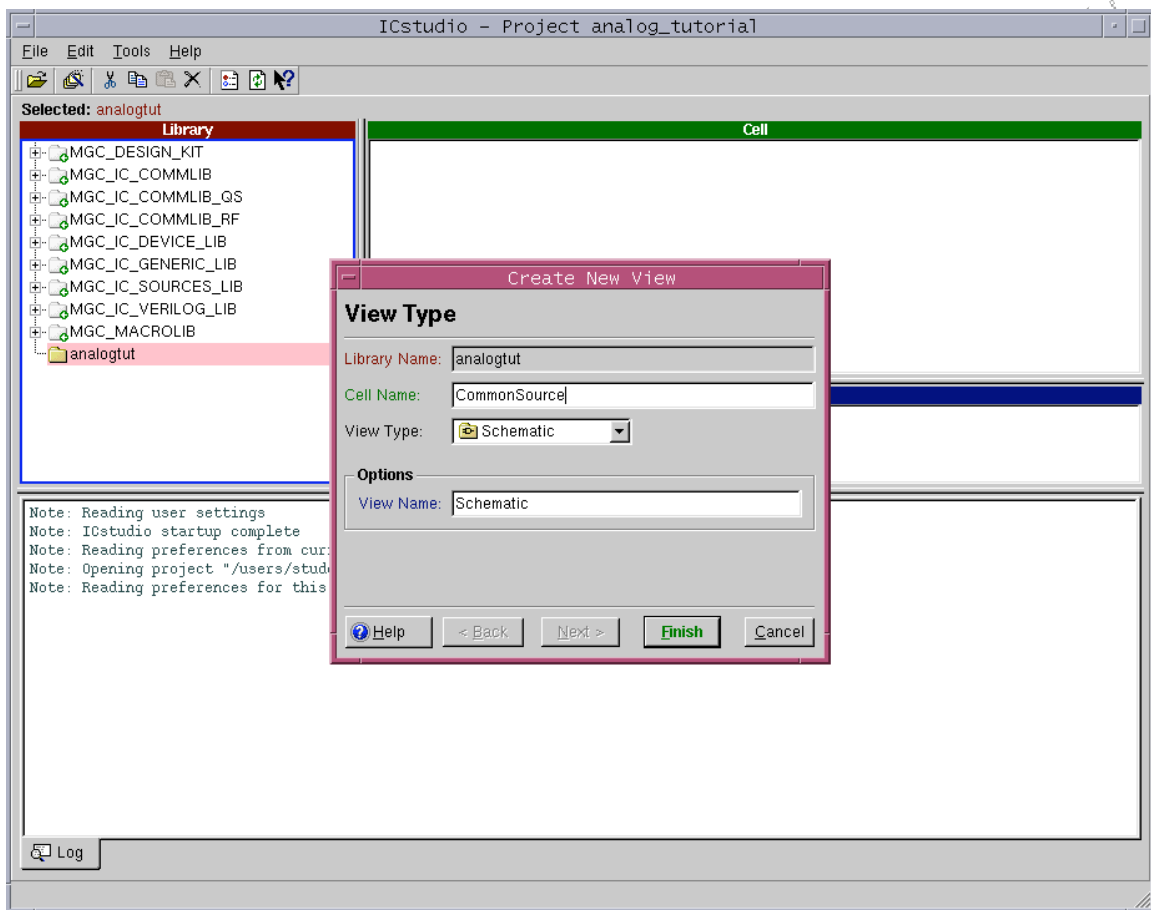 ICstudio - Project analog_tutorial
File Edit Tools Help
Selected: analogtut
Library
Cell
MGC_DESIGN_KIT
MGC_IC_COMMLIB
MGC_IC_COMMLIB_QS
MGC_IC_COMMLIB_RF
MGC_IC_DEVICE_LIB
MGC_IC_GENERIC_LIB
MGC_IC_SOURCES_LIB
MGC_IC_VERILOG_LIB
MGC_MACROLIB
analogtut
Create New View
View Type
Library Name: analogtut
Cell Name: CommonSource
View Type: Schematic
Options
View Name: Schematic
Help < Back Next > Finish Cancel
Note: Reading user settings
Note: ICstudio startup complete
Note: Reading preferences from cur
Note: Opening project "/users/stud
Note: Reading preferences for this
Log